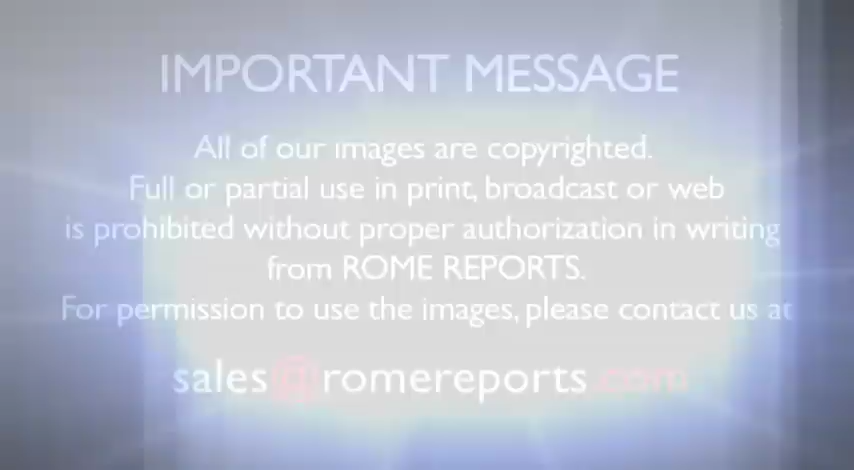 IMPORTANT MESSAGE
All of our images are copyrighted.
Full or partial use in print, broadcast or web
is prohibited without proper authorization in writing
from ROME REPORTS.
For permission to use the images, please contact us at
sales@romereports.com